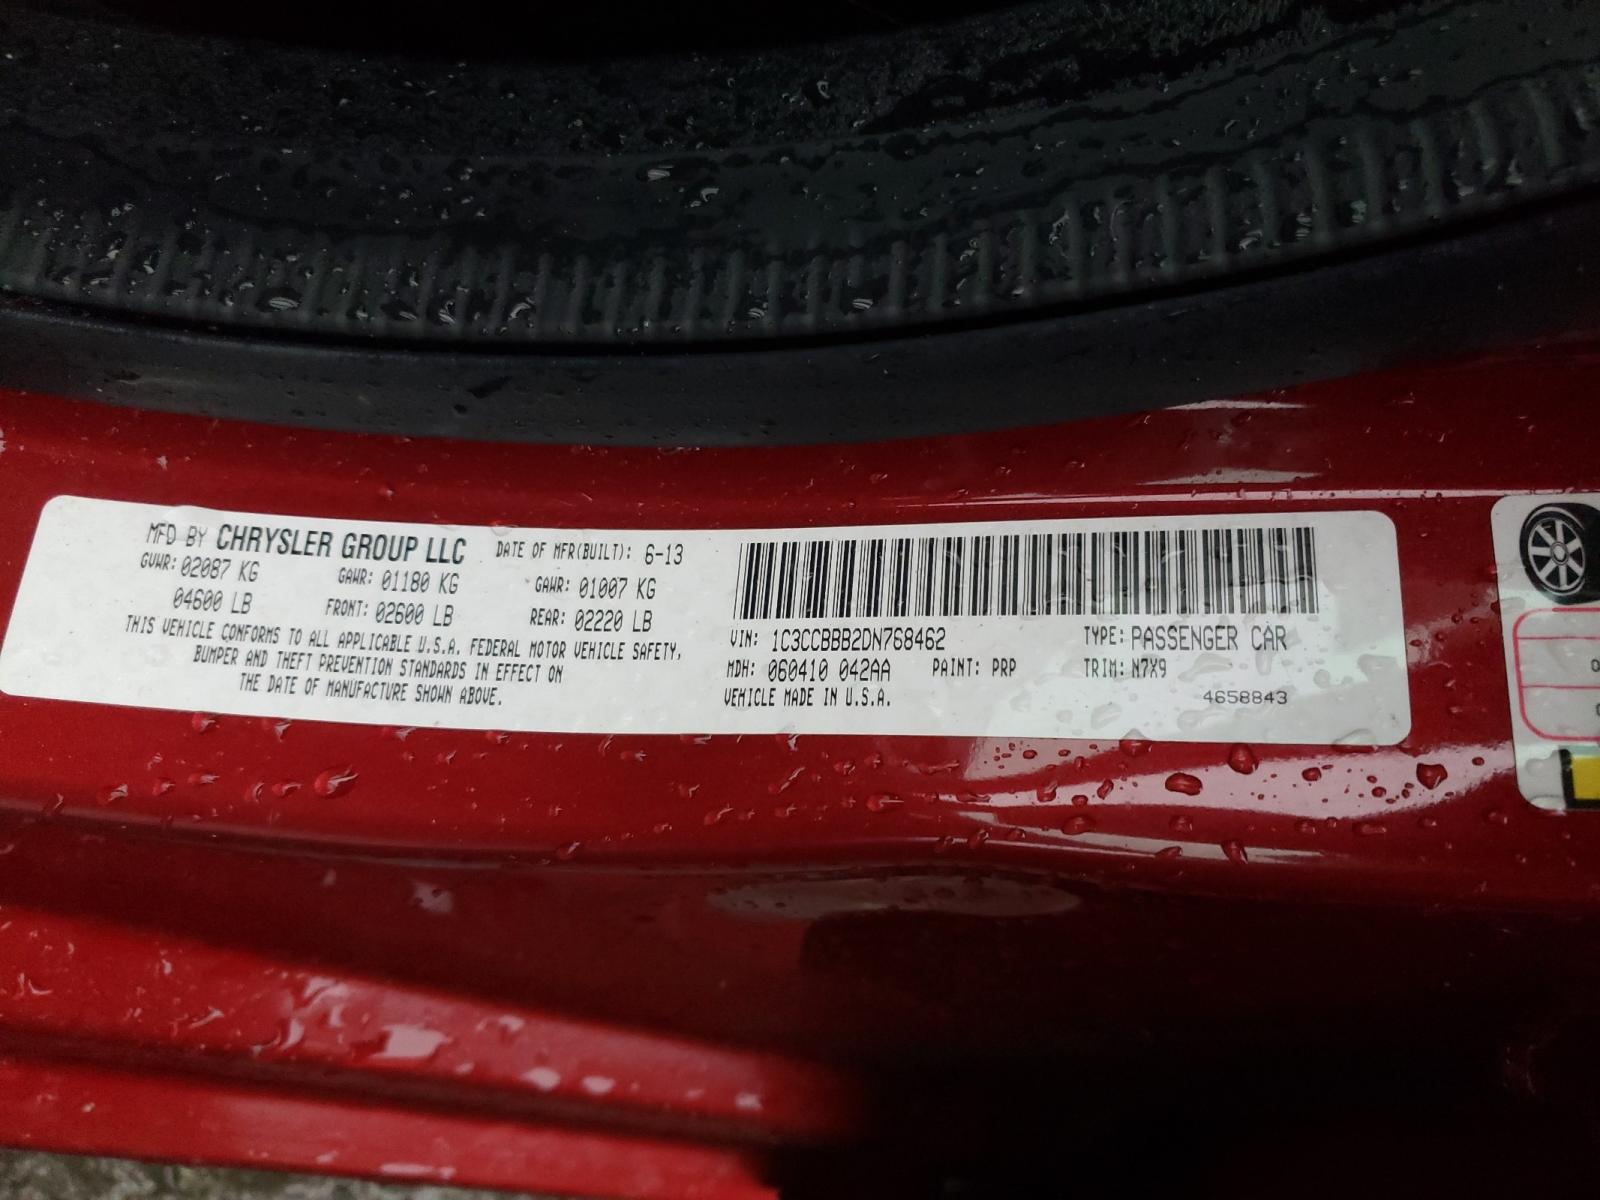 MFD BY CHRYSLER GROUP LLC DATE OF MFR(BUILT): 6-13
GVWR: 02087 KG GAWR: 01180 KG GAWR: 01007 KG
04600 LB FRONT: 02600 LB REAR: 02220 LB
THIS VEHICLE CONFORMS TO ALL APPLICABLE U.S.A. FEDERAL MOTOR VEHICLE SAFETY,
BUMPER AND THEFT PREVENTION STANDARDS IN EFFECT ON
THE DATE OF MANUFACTURE SHOWN ABOVE.
VIN: 1C3CCBBB2DN768462 TYPE: PASSENGER CAR
MDH: 060410 042AA PAINT: PRP TRIM: N7X9
VEHICLE MADE IN U.S.A. 4658843